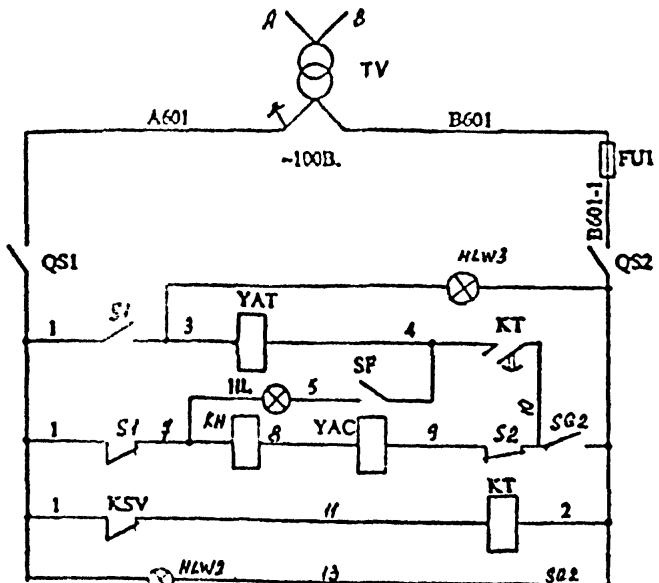 A B
TV
A601 B601
~100В.
FU1
B601-1
QS1 QS2
HLW3
1 S1 3 YAT 4 KT
HL 5 SF
1 S1 7 KH 8 YAC 9 S2 SG2
1 KSV 11 KT 2
HLW2 13 SG2